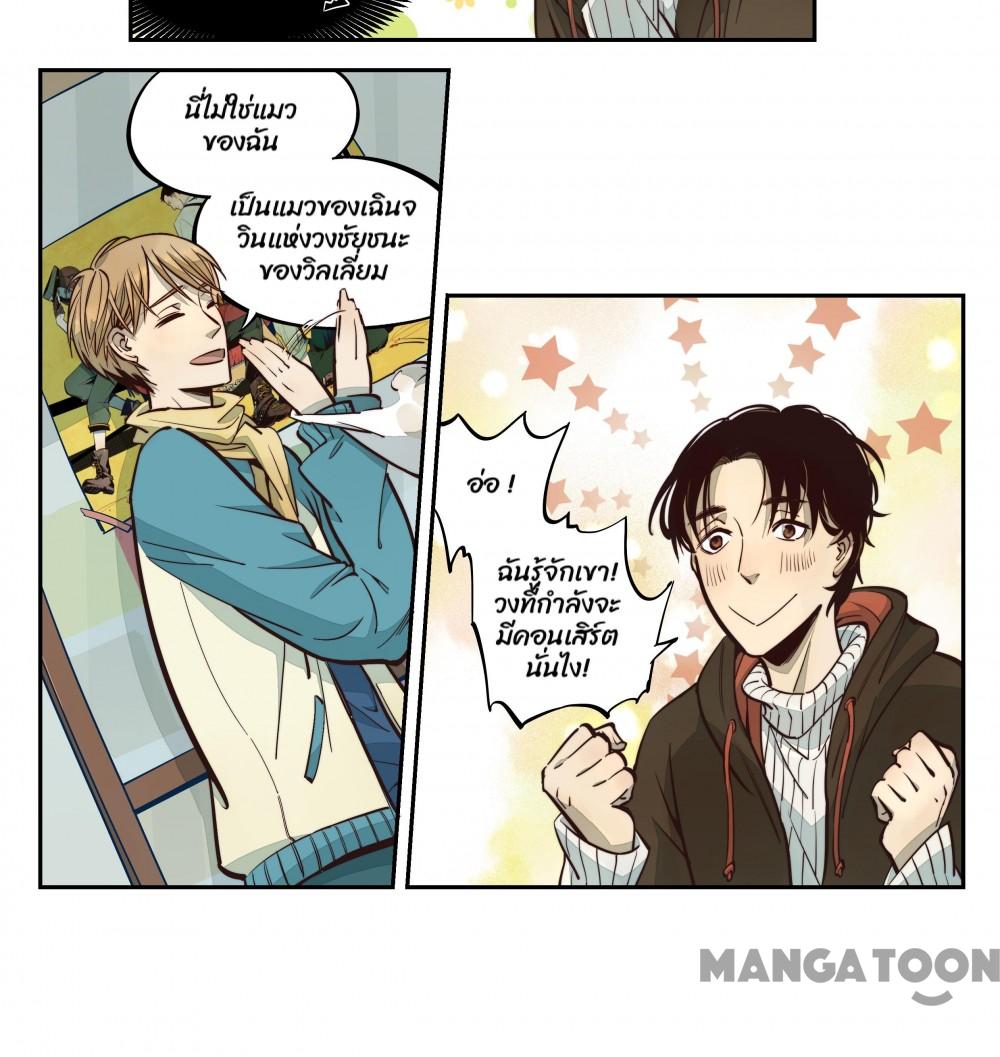 นี่ไม่ใช่แมว
ของฉัน
เป็นแมวของเฉินจ
วินแห่งวงชัยชนะ
ของวิลเลี่ยม
อ่อ !
ฉันรู้จักเขา!
วงที่กำลังจะ
มีคอนเสิร์ต
นั่นไง!
MANGATOON